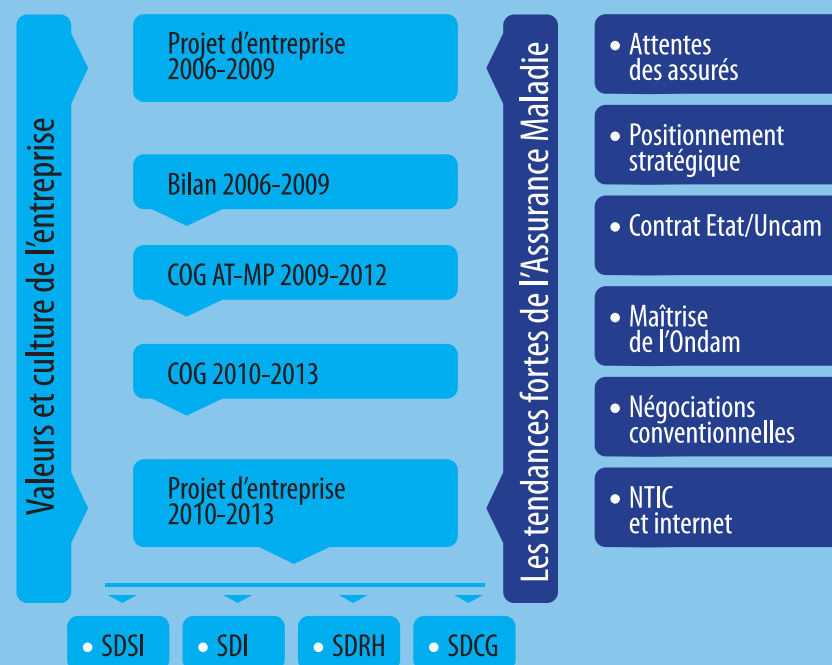 Valeurs et culture de l'entreprise
Projet d'entreprise
2006-2009
Bilan 2006-2009
COG AT-MP 2009-2012
COG 2010-2013
Projet d'entreprise
2010-2013
Les tendances fortes de l'Assurance Maladie
• Attentes
des assurés
• Positionnement
stratégique
• Contrat Etat/Uncam
• Maîtrise
de l'Ondam
• Négociations
conventionnelles
• NTIC
et internet
• SDSI
• SDI
• SDRH
• SDCG